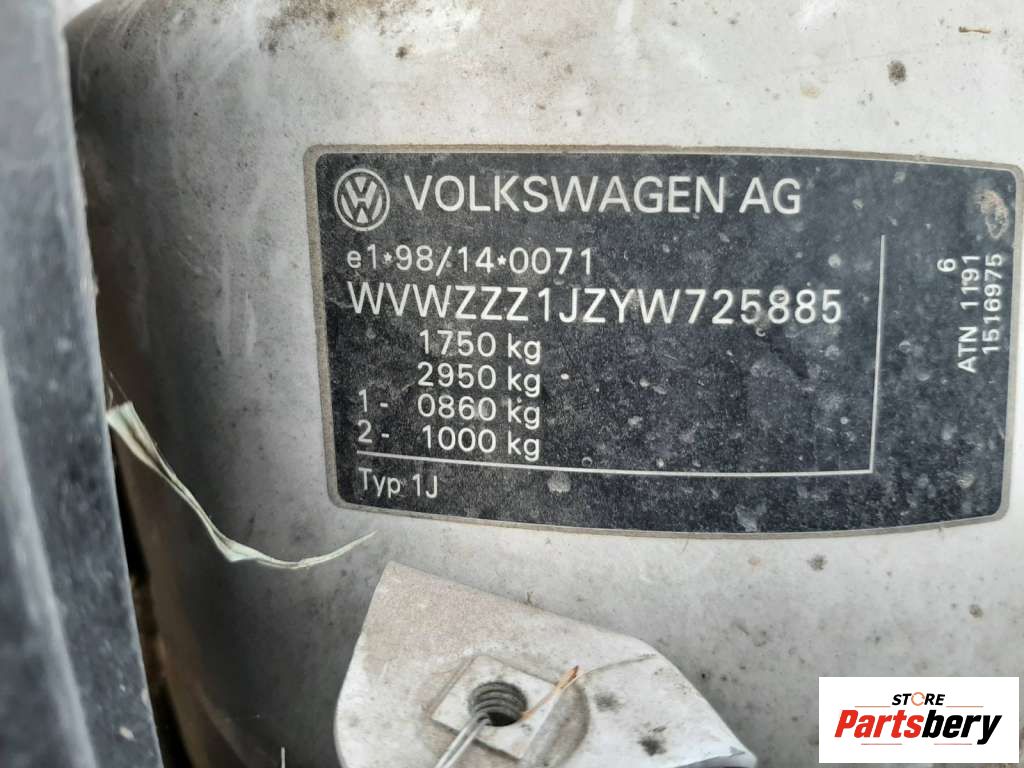 VOLKSWAGEN AG
e1*98/14*0071
WVWZZZ1JZYW725885
1750 kg
2950 kg
1- 0860 kg
2- 1000 kg
Typ 1J
6
ATN 1191
1516975
STORE
Partsbery